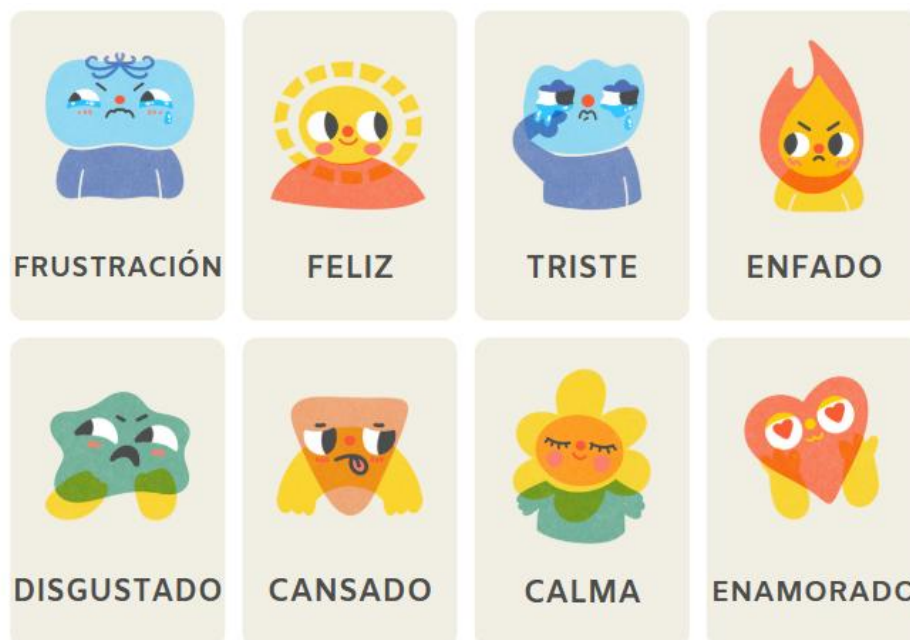 FRUSTRACIÓN
FELIZ
TRISTE
ENFADO
DISGUSTADO
CANSADO
CALMA
ENAMORADO